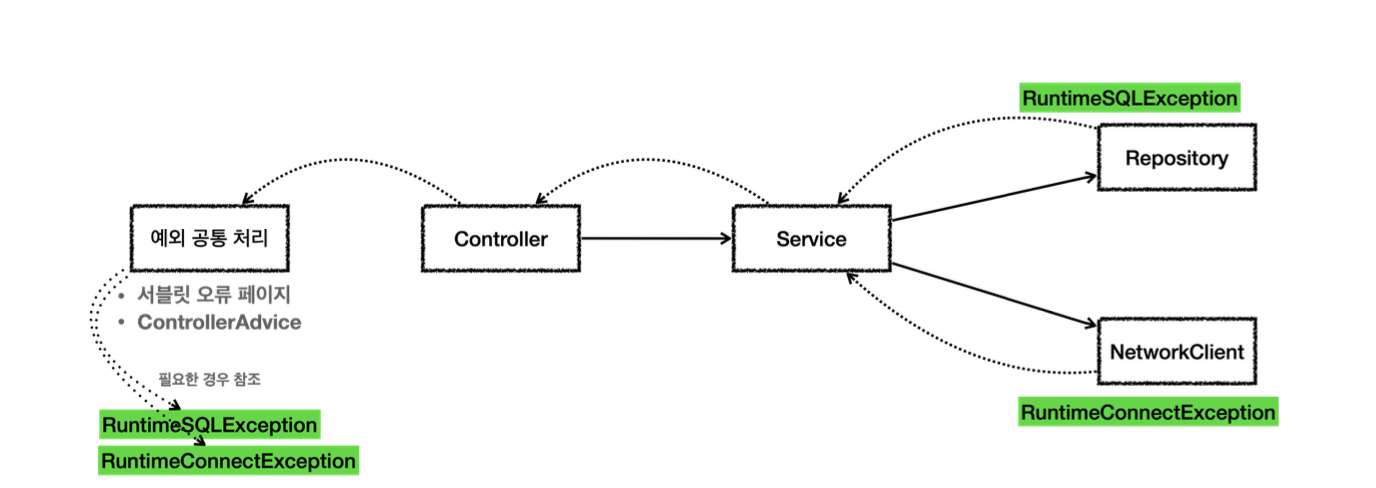 RuntimeSQLException
Repository
예외 공통 처리
Controller
Service
• 서블릿 오류 페이지
• ControllerAdvice
NetworkClient
필요한 경우 참조
RuntimeConnectException
RuntimeSQLException
RuntimeConnectException